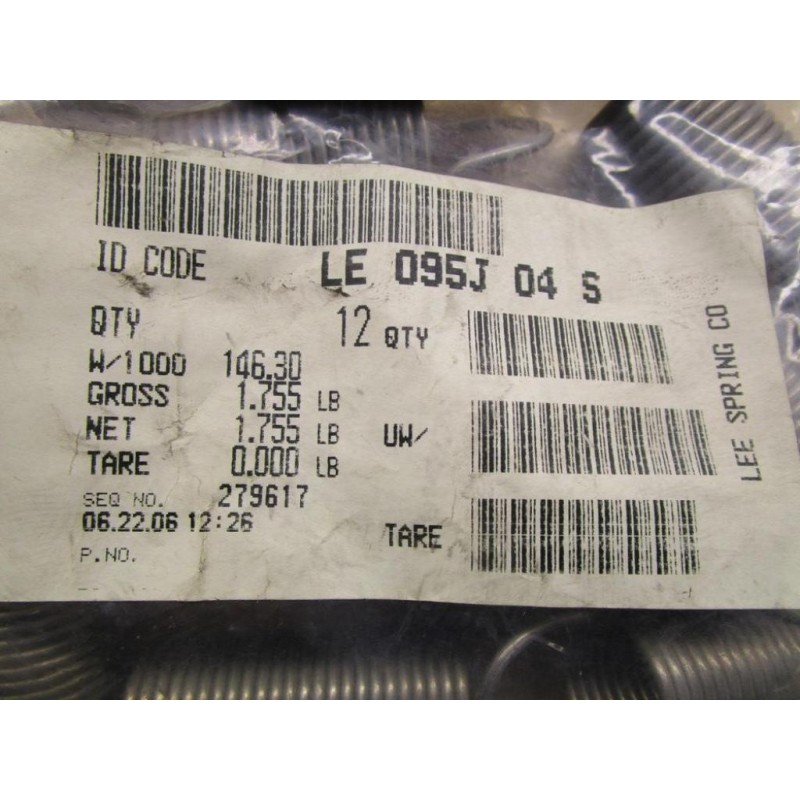 ID CODE LE 095J 04 S
QTY 12 QTY
W/1000 146.30
GROSS 1.755 LB
NET 1.755 LB UW/
TARE 0.000 LB
SEQ NO. 279617
06.22.06 12:26 TARE
P.NO.
LEE SPRING CO